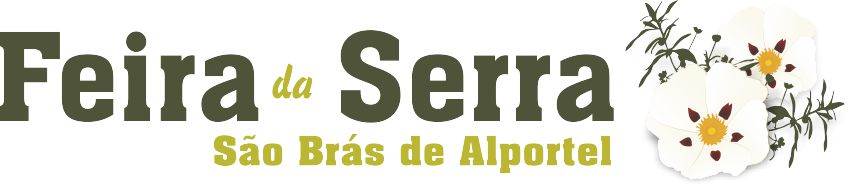 Feira da Serra
São Brás de Alportel